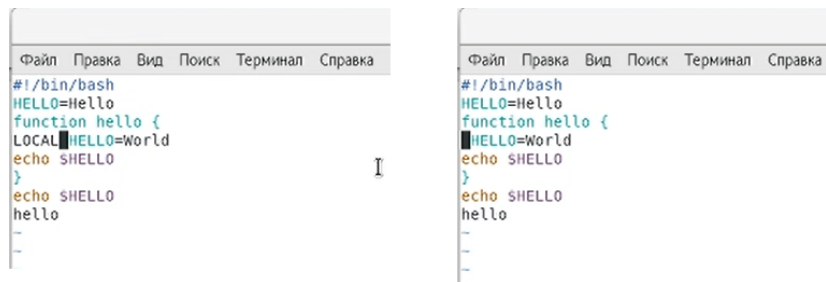 Файл Правка Вид Поиск Терминал Справка
#!/bin/bash
HELLO=Hello
function hello {
LOCAL HELLO=World
echo $HELLO
}
echo $HELLO
hello
~
~
~
Файл Правка Вид Поиск Терминал Справка
#!/bin/bash
HELLO=Hello
function hello {
HELLO=World
echo $HELLO
}
echo $HELLO
hello
~
~
~